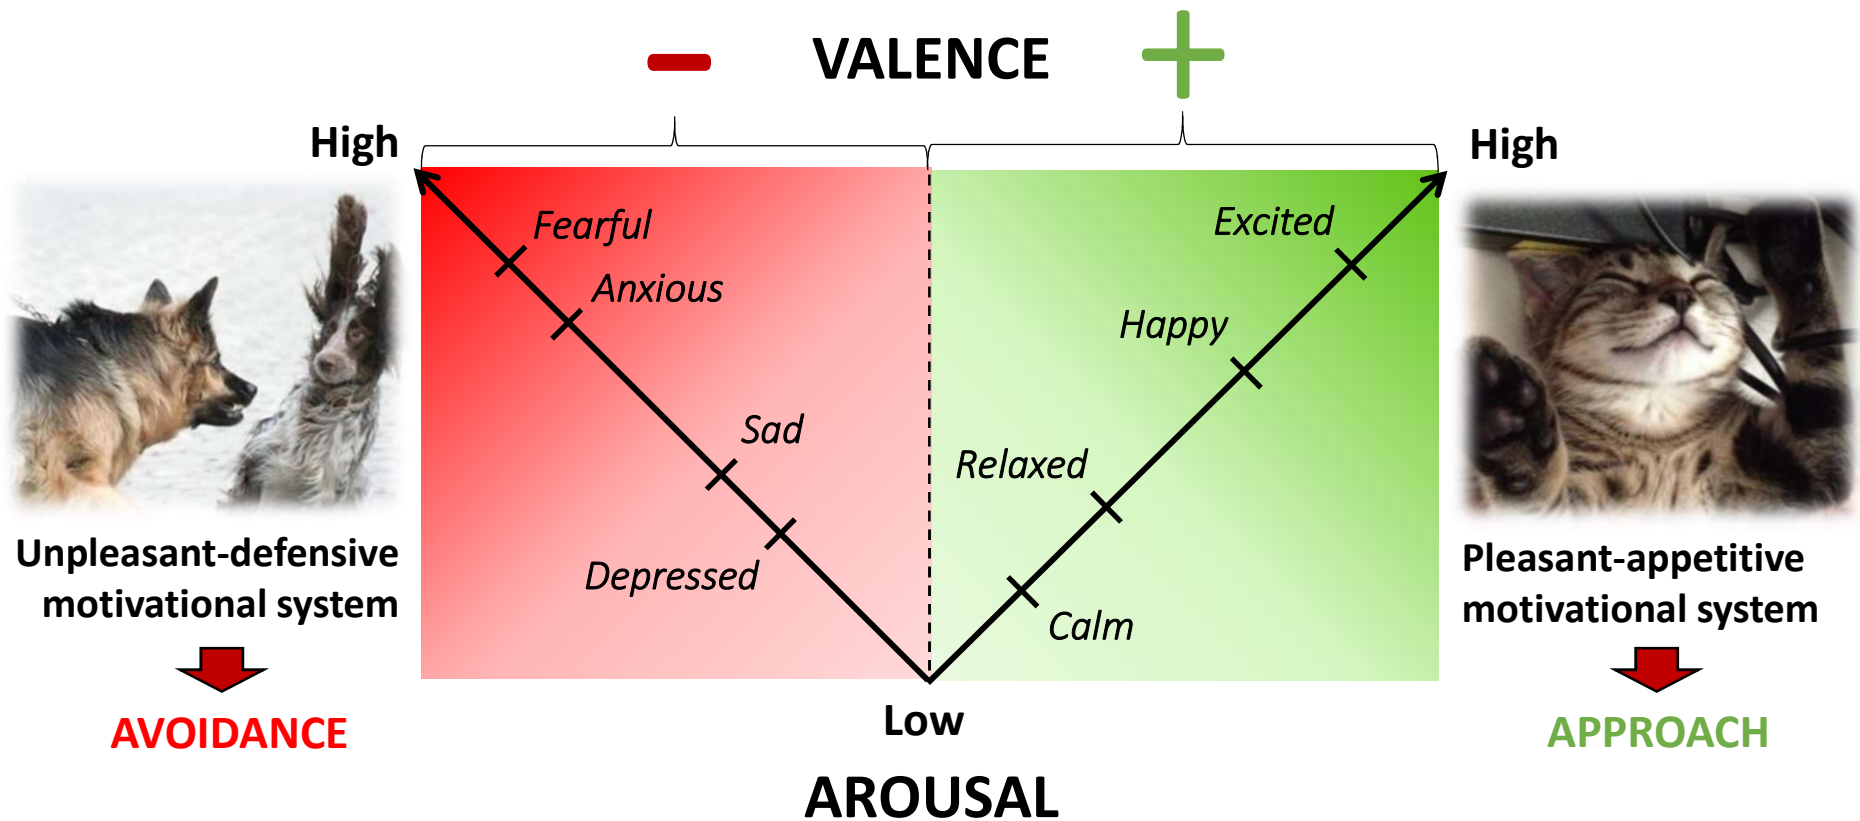 VALENCE
High
High
Fearful
Excited
Anxious
Happy
Sad
Relaxed
Depressed
Calm
Unpleasant-defensive
motivational system
AVOIDANCE
Pleasant-appetitive
motivational system
APPROACH
Low
AROUSAL